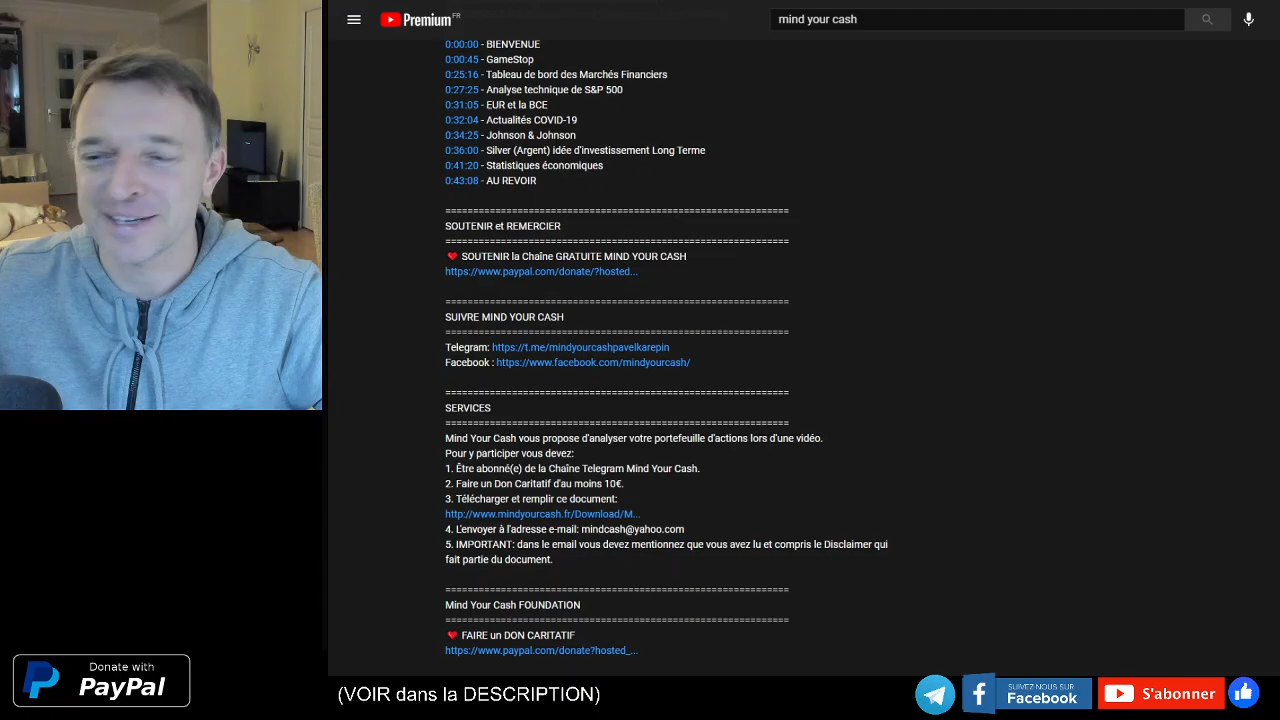 Premium FR
mind your cash
0:00:00 - BIENVENUE
0:00:45 - GameStop
0:25:16 - Tableau de bord des Marchés Financiers
0:27:25 - Analyse technique de S&P 500
0:31:05 - EUR et la BCE
0:32:04 - Actualités COVID-19
0:34:25 - Johnson & Johnson
0:36:00 - Silver (Argent) idée d'investissement Long Terme
0:41:20 - Statistiques économiques
0:43:08 - AU REVOIR
=========================================================
SOUTENIR et REMERCIER
=========================================================
❤️ SOUTENIR la Chaîne GRATUITE MIND YOUR CASH
https://www.paypal.com/donate/?hosted...
=========================================================
SUIVRE MIND YOUR CASH
=========================================================
Telegram: https://t.me/mindyourcashpavelkarepin
Facebook : https://www.facebook.com/mindyourcash/
=========================================================
SERVICES
=========================================================
Mind Your Cash vous propose d'analyser votre portefeuille d'actions lors d'une vidéo.
Pour y participer vous devez:
1. Être abonné(e) de la Chaîne Telegram Mind Your Cash.
2. Faire un Don Caritatif d'au moins 10€.
3. Télécharger et remplir ce document:
http://www.mindyourcash.fr/Download/M...
4. L'envoyer à l'adresse e-mail: mindcash@yahoo.com
5. IMPORTANT: dans le email vous devez mentionnez que vous avez lu et compris le Disclaimer qui
fait partie du document.
=========================================================
Mind Your Cash FOUNDATION
=========================================================
❤️ FAIRE un DON CARITATIF
https://www.paypal.com/donate?hosted_...
Donate with
PayPal
(VOIR dans la DESCRIPTION)
SUIVEZ-NOUS SUR
Facebook
S'abonner